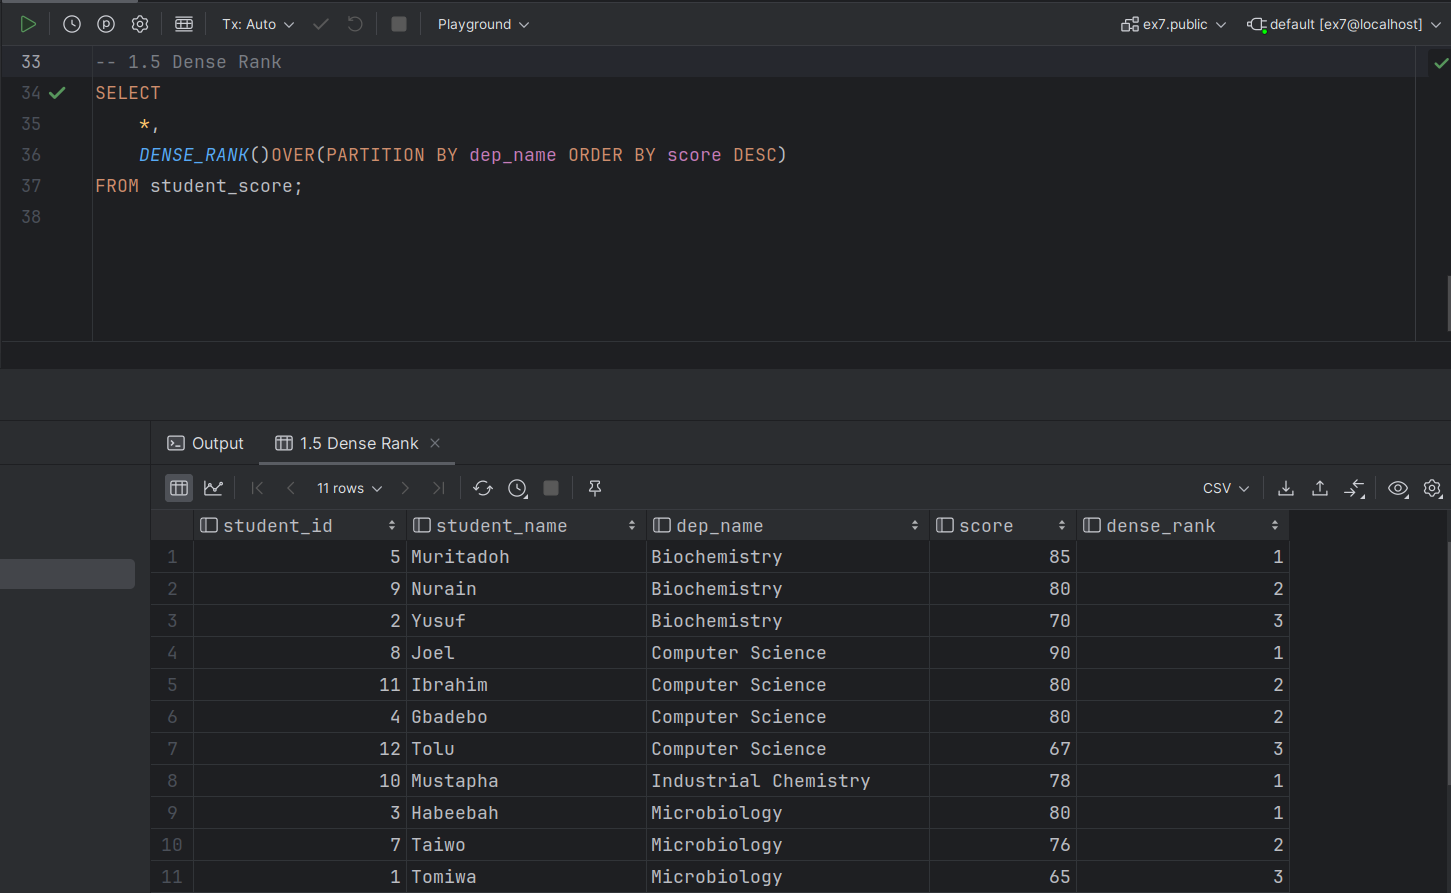 Tx: Auto Playground ex7.public default [ex7@localhost]
33 -- 1.5 Dense Rank
34 SELECT
35 *,
36 DENSE_RANK()OVER(PARTITION BY dep_name ORDER BY score DESC)
37 FROM student_score;
38
Output 1.5 Dense Rank
11 rows CSV
student_id student_name dep_name score dense_rank
1 5 Muritadoh Biochemistry 85 1
2 9 Nurain Biochemistry 80 2
3 2 Yusuf Biochemistry 70 3
4 8 Joel Computer Science 90 1
5 11 Ibrahim Computer Science 80 2
6 4 Gbadebo Computer Science 80 2
7 12 Tolu Computer Science 67 3
8 10 Mustapha Industrial Chemistry 78 1
9 3 Habeebah Microbiology 80 1
10 7 Taiwo Microbiology 76 2
11 1 Tomiwa Microbiology 65 3